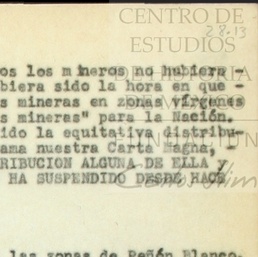 CENTRO DE
ESTUDIOS
28.13
os los mineros no hubiera -
biera sido la hora en que -
s mineras en zonas vírgenes
s mineras" para la Nación.
ido la equitativa distribu-
ama nuestra Carta Magna,
RIBUCION ALGUNA DE ELLA y
HA SUSPENDIDO DESDE HACE
las zonas de Peñón Blanco,